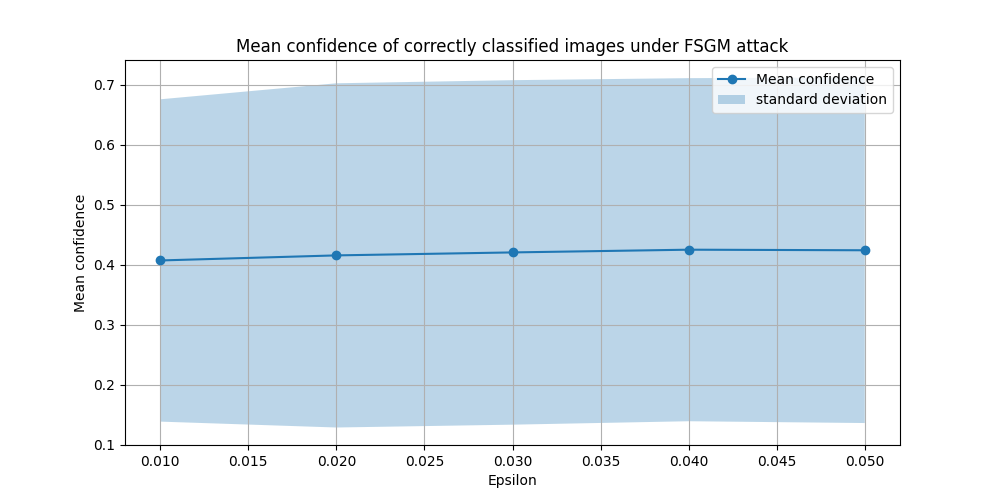 Mean confidence of correctly classified images under FSGM attack
Mean confidence
standard deviation
Mean confidence
0.7
0.6
0.5
0.4
0.3
0.2
0.1
0.010 0.015 0.020 0.025 0.030 0.035 0.040 0.045 0.050
Epsilon